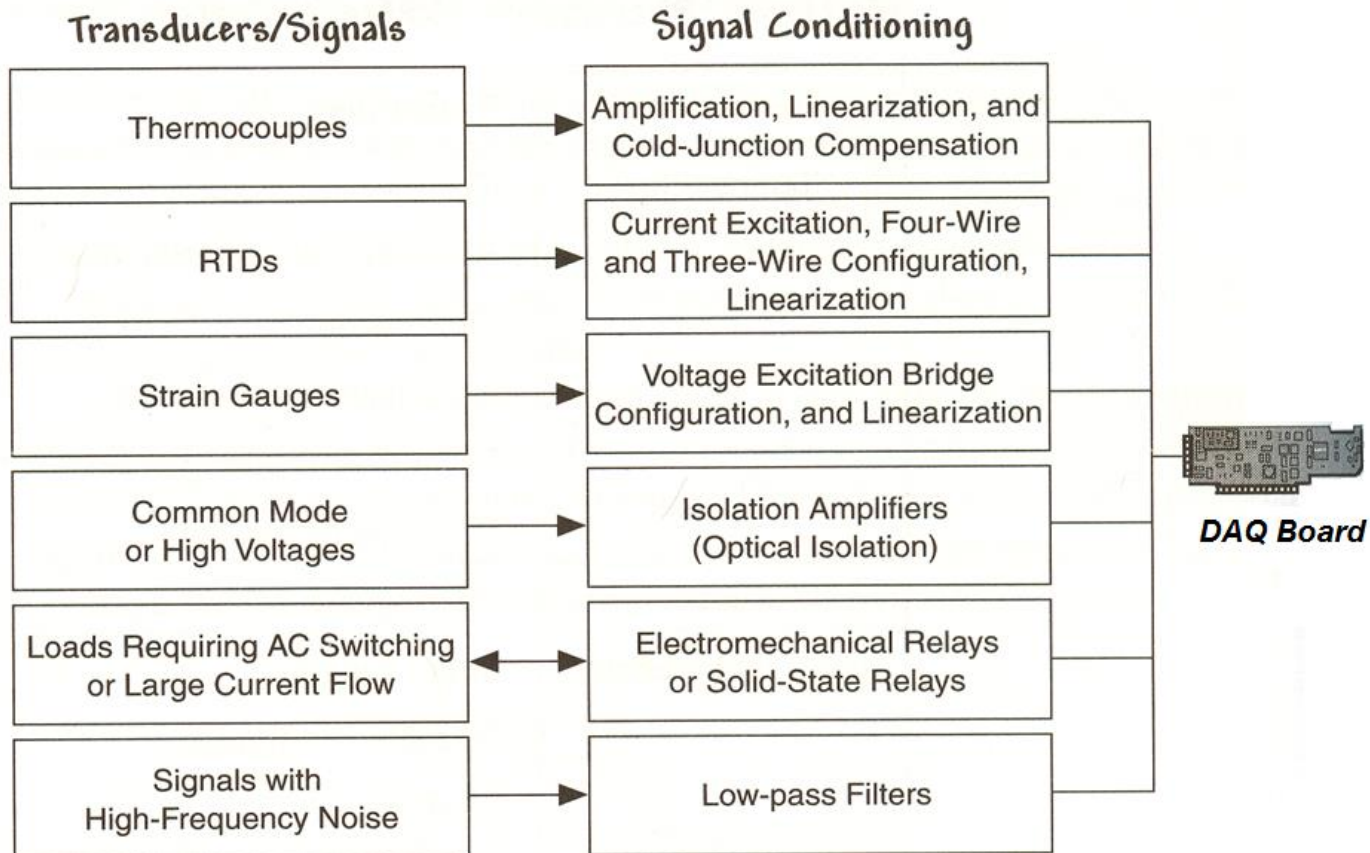 Transducers/Signals
Signal Conditioning
Thermocouples
Amplification, Linearization, and
Cold-Junction Compensation
RTDs
Current Excitation, Four-Wire
and Three-Wire Configuration,
Linearization
Strain Gauges
Voltage Excitation Bridge
Configuration, and Linearization
Common Mode
or High Voltages
Isolation Amplifiers
(Optical Isolation)
DAQ Board
Loads Requiring AC Switching
or Large Current Flow
Electromechanical Relays
or Solid-State Relays
Signals with
High-Frequency Noise
Low-pass Filters